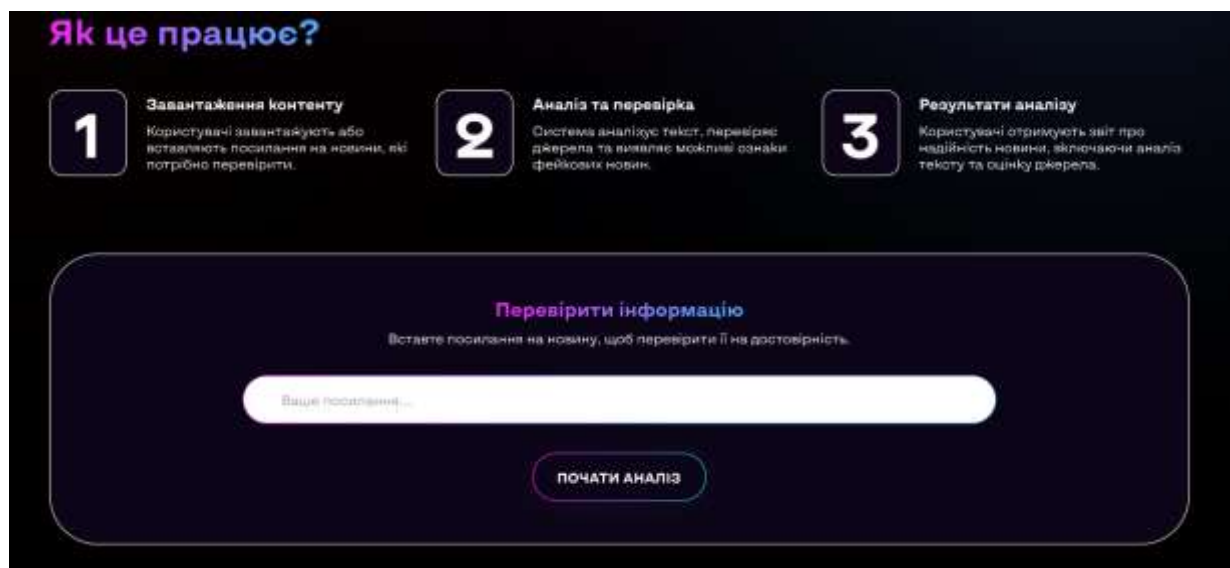 Як це працює?
1
Завантаження контенту
Користувачі завантажують або
вставляють посилання на новини, які
потрібно перевірити.
2
Аналіз та перевірка
Система аналізує текст, перевіряє
джерела та виявляє можливі ознаки
фейкових новин.
3
Результати аналізу
Користувачі отримують звіт про
надійність новини, включаючи аналіз
тексту та оцінку джерела.
Перевірити інформацію
Вставте посилання на новину, щоб перевірити її на достовірність.
Ваше посилання...
ПОЧАТИ АНАЛІЗ